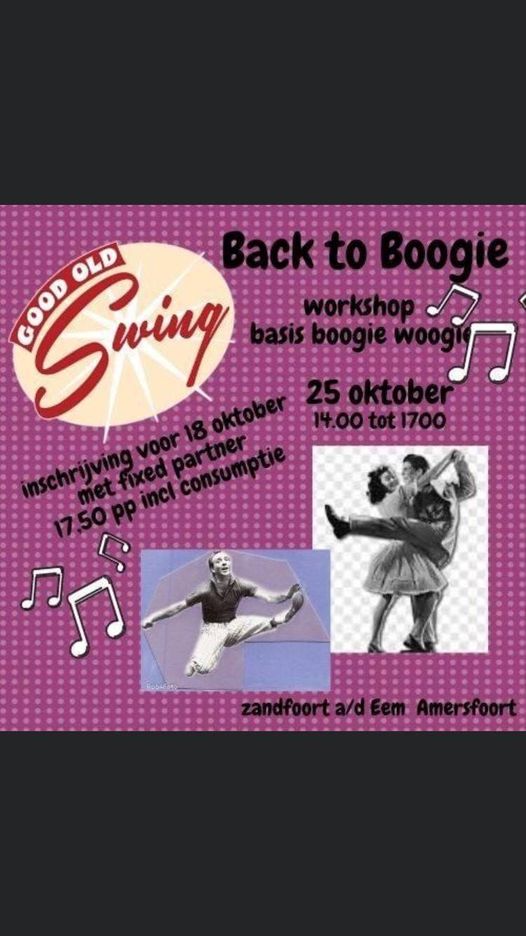 GOOD OLD
Swing
Back to Boogie
workshop
basis boogie woogie
25 oktober
14.00 tot 1700
inschrijving voor 18 oktober
met fixed partner
17,50 pp incl consumptie
zandfoort a/d Eem Amersfoort